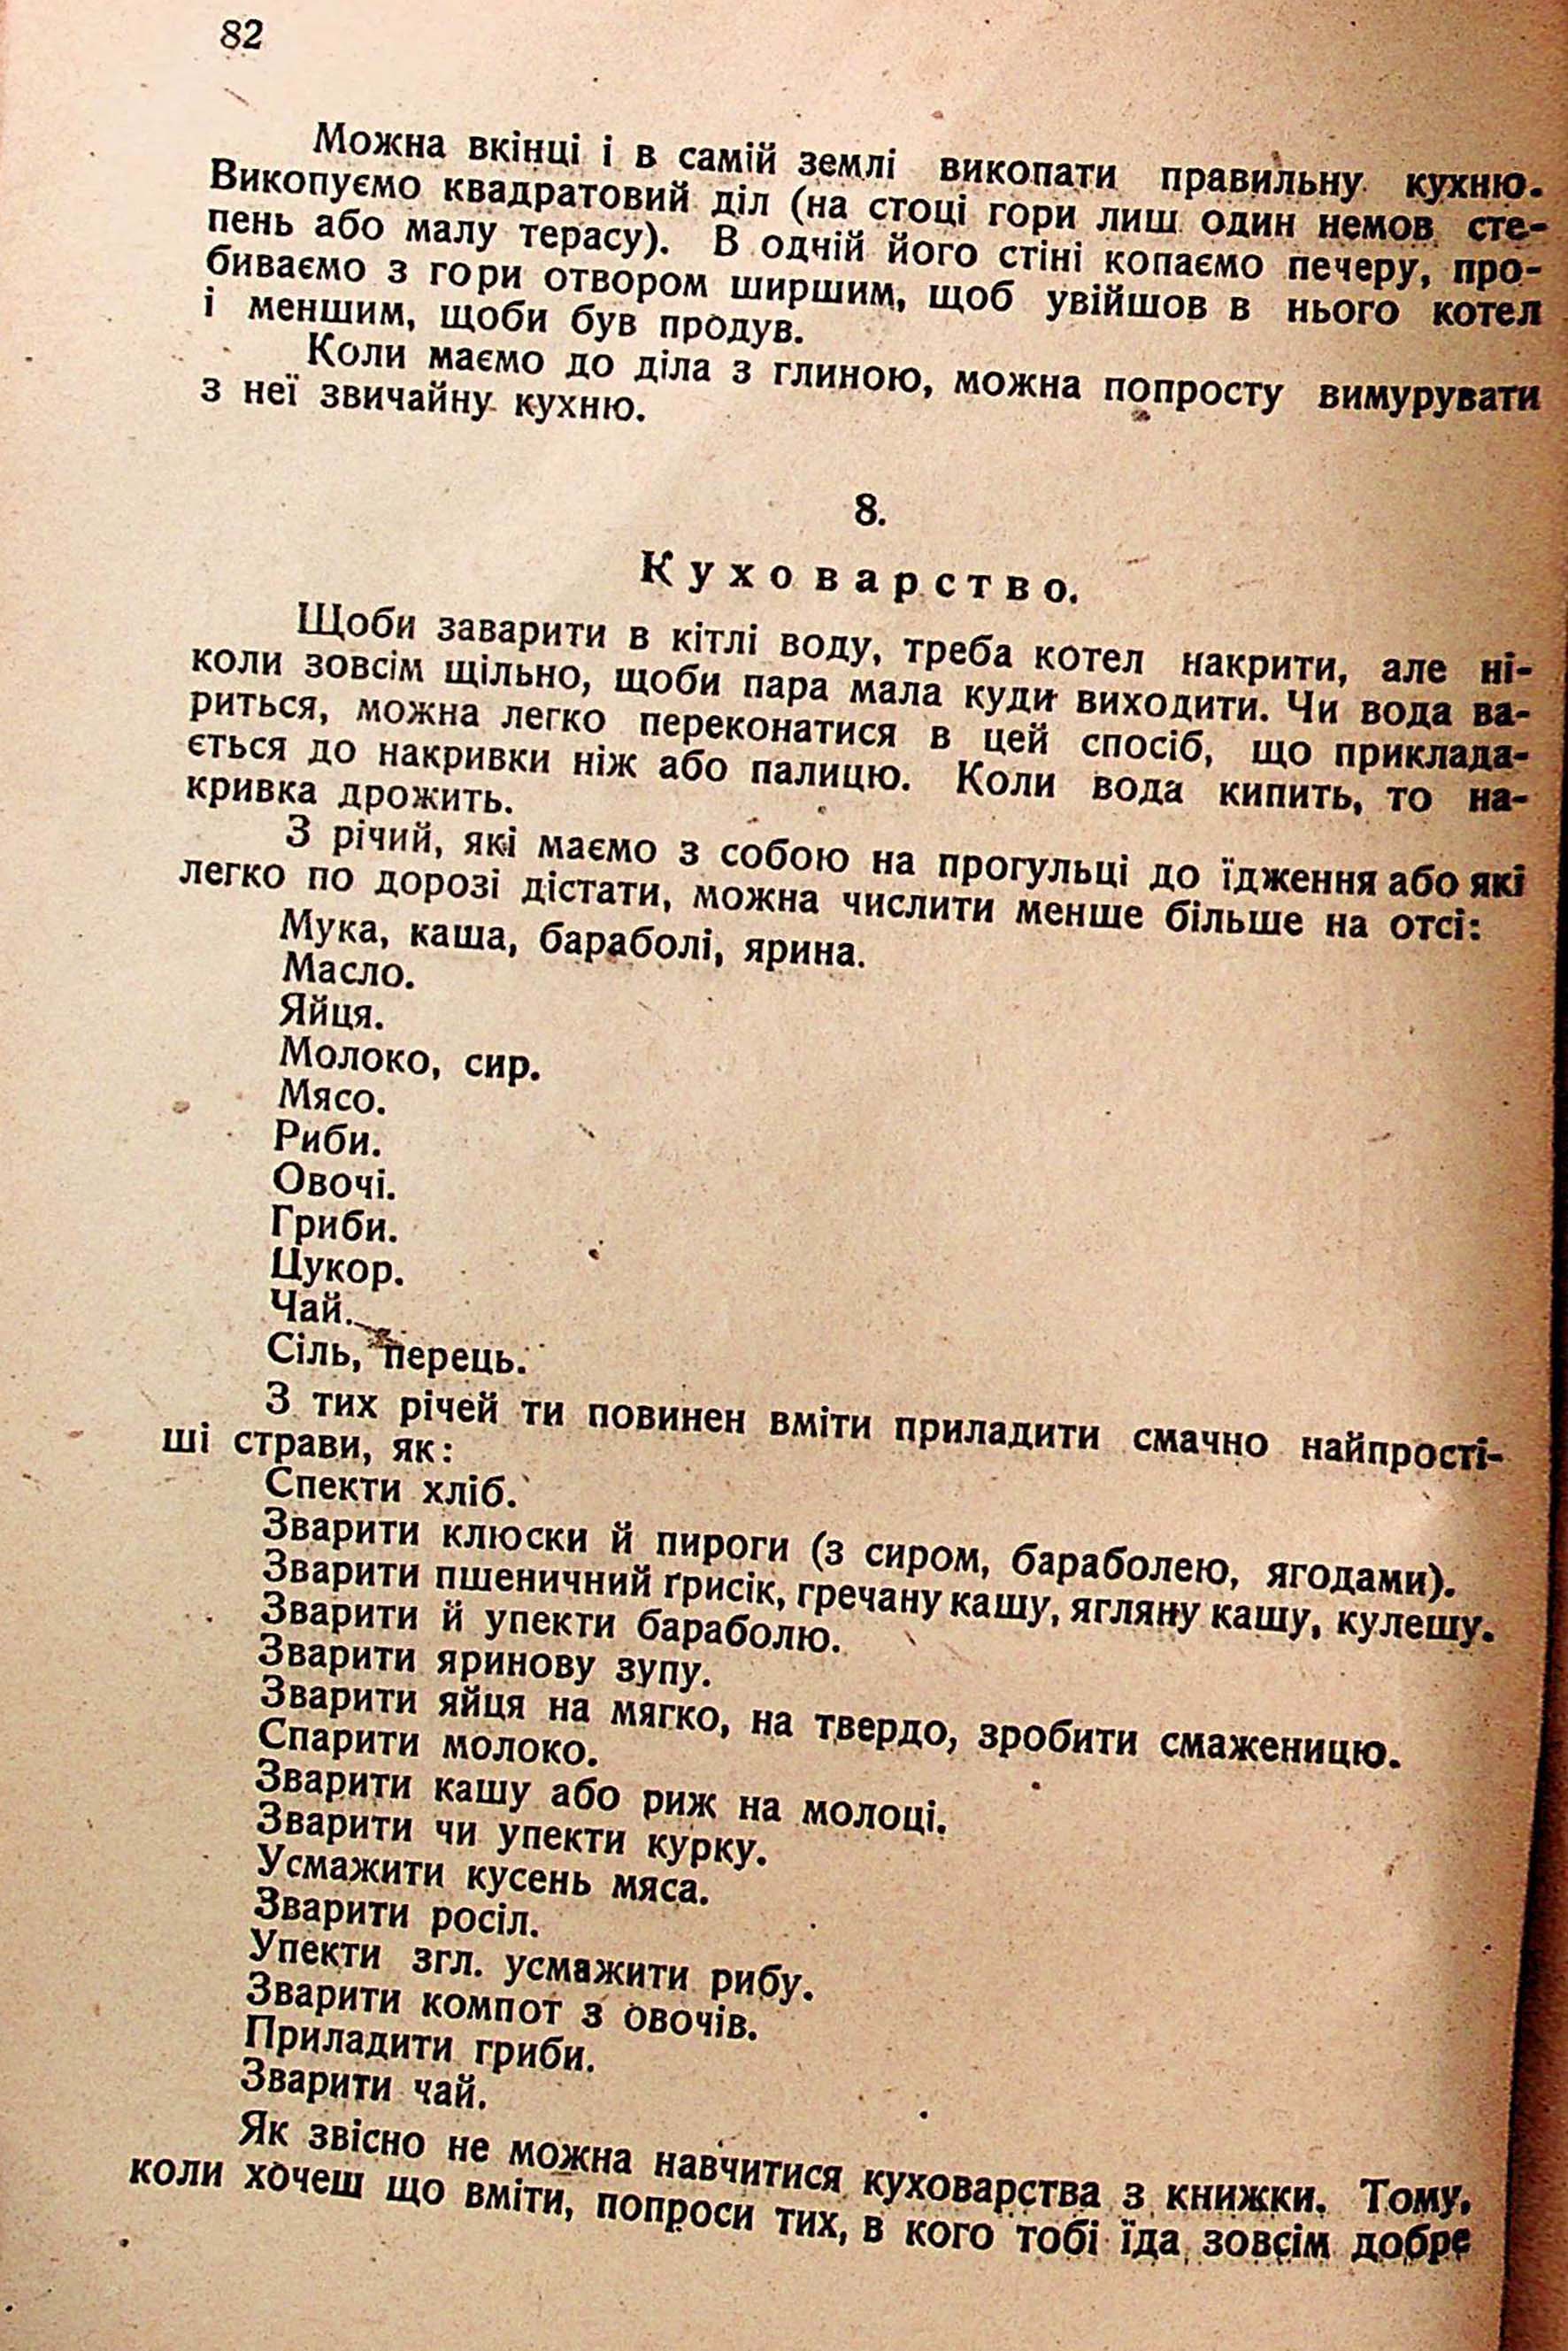 82
Можна вкінці і в самій землі викопати правильну кухню.
Викопуємо квадратовий діл (на стоці гори лиш один немов сте-
пень або малу терасу). В одній його стіні копаємо печеру, про-
биваємо з гори отвором ширшим, щоб увійшов в нього котел
і меншим, щоби був продув.
Коли маємо до діла з глиною, можна попросту вимурувати
з неї звичайну кухню.
8.
Куховарство.
Щоби заварити в кітлі воду, треба котел накрити, але ні-
коли зовсім щільно, щоби пара мала куди виходити. Чи вода ва-
риться, можна легко переконатися в цей спосіб, що приклада-
ється до накривки ніж або палицю. Коли вода кипить, то на-
кривка дрожить.
З річий, які маємо з собою на прогульці до їдження або які
легко по дорозі дістати, можна числити менше більше на отсі:
Мука, каша, бараболі, ярина.
Масло.
Яйця.
Молоко, сир.
Мясо.
Риби.
Овочі.
Гриби.
Цукор.
Чай.
Сіль, перець.
З тих річей ти повинен вміти приладити смачно найпрості-
ші страви, як:
Спекти хліб.
Зварити клюски й пироги (з сиром, бараболею, ягодами).
Зварити пшеничний ґрисік, гречану кашу, ягляну кашу, кулешу.
Зварити й упекти бараболю.
Зварити яринову зупу.
Зварити яйця на мягко, на твердо, зробити смаженицю.
Спарити молоко.
Зварити кашу або риж на молоці.
Зварити чи упекти курку.
Усмажити кусень мяса.
Зварити росіл.
Упекти згл. усмажити рибу.
Зварити компот з овочів.
Приладити гриби.
Зварити чай.
Як звісно не можна навчитися куховарства з книжки. Тому,
коли хочеш що вміти, попроси тих, в кого тобі їда зовсім добре